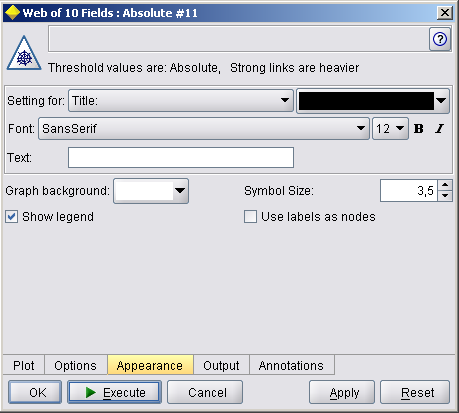 Web of 10 Fields : Absolute #11
Threshold values are: Absolute, Strong links are heavier
Setting for: Title:
Font: SansSerif 12 B I
Text:
Graph background: Symbol Size: 3,5
Show legend Use labels as nodes
Plot Options Appearance Output Annotations
OK Execute Cancel Apply Reset